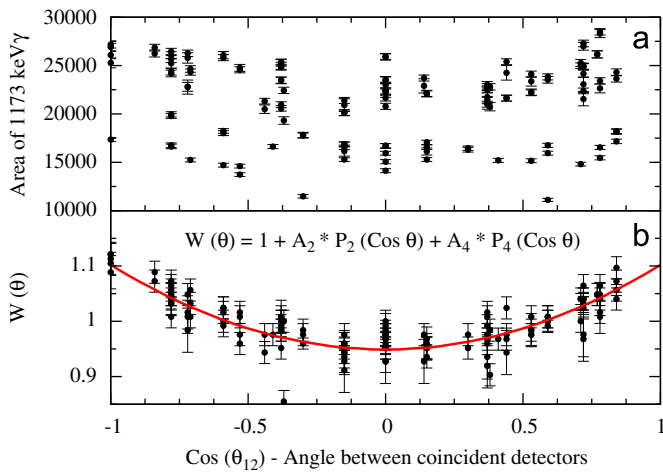 30000
a
25000
20000
15000
10000
Area of 1173 keVγ
W (θ) = 1 + A2 * P2 (Cos θ) + A4 * P4 (Cos θ)
b
1.1
1
0.9
W (θ)
-1 -0.5 0 0.5 1
Cos (θ12) - Angle between coincident detectors